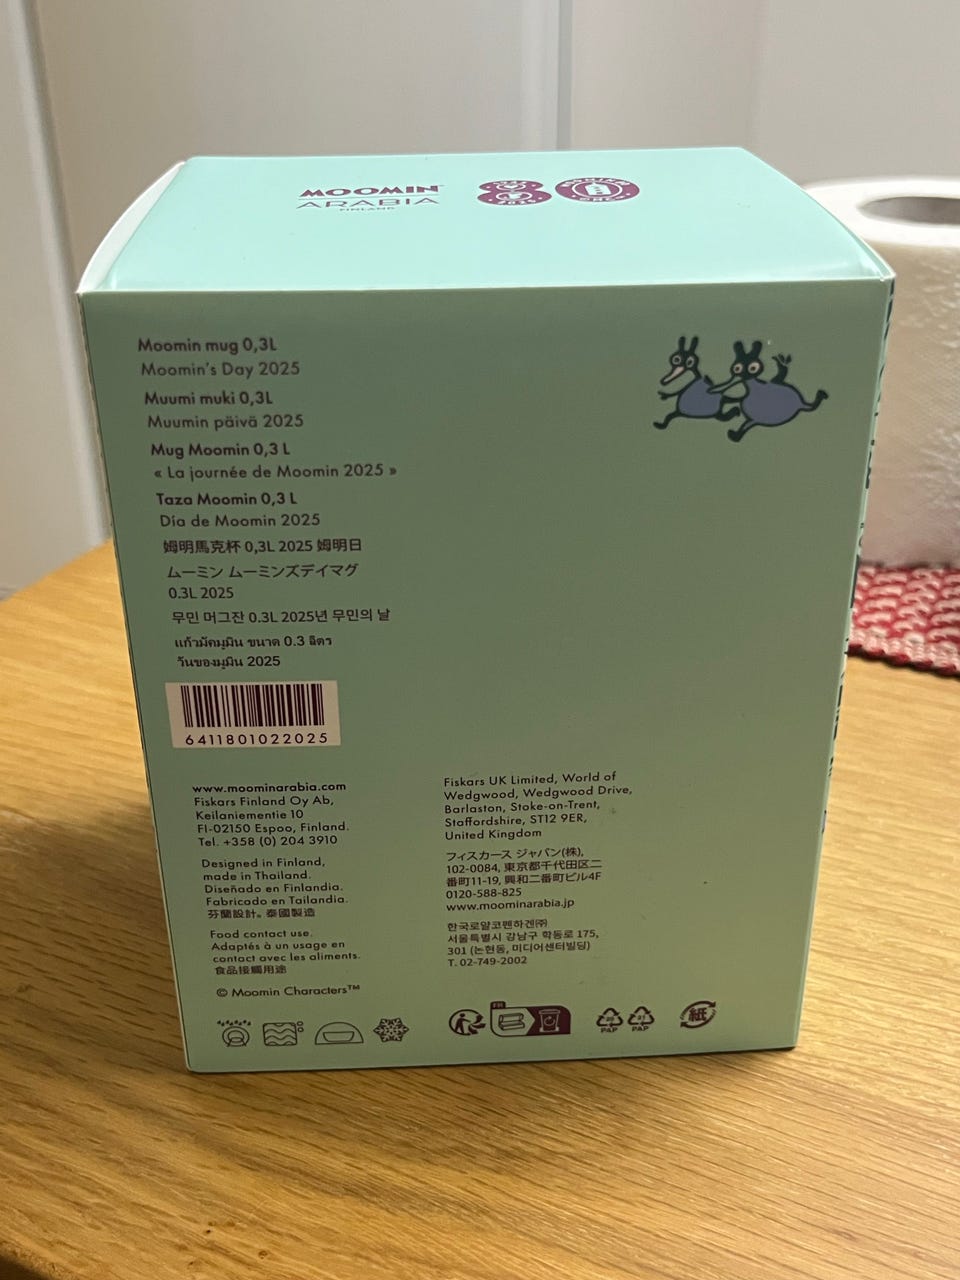 MOOMIN
ARABIA
FINLAND
Moomin mug 0,3L
Moomin's Day 2025
Muumi muki 0,3L
Muumin päivä 2025
Mug Moomin 0,3 L
« La journée de Moomin 2025 »
Taza Moomin 0,3 L
Día de Moomin 2025
姆明馬克杯 0,3L 2025 姆明日
ムーミン ムーミンズデイマグ
0.3L 2025
무민 머그잔 0.3L 2025년 무민의 날
แก้วมัคมูมิน ขนาด 0.3 ลิตร
วันของมูมิน 2025
6411801022025
www.moominarabia.com
Fiskars Finland Oy Ab,
Keilaniementie 10
FI-02150 Espoo, Finland.
Tel. +358 (0) 204 3910
Designed in Finland,
made in Thailand.
Diseñado en Finlandia.
Fabricado en Tailandia.
芬蘭設計。泰國製造
Food contact use.
Adaptés à un usage en
contact avec les aliments.
食品接觸用途
© Moomin Characters™
Fiskars UK Limited, World of
Wedgwood, Wedgwood Drive,
Barlaston, Stoke-on-Trent,
Staffordshire, ST12 9ER,
United Kingdom
フィスカース ジャパン(株),
102-0084, 東京都千代田区二
番町11-19, 興和二番町ビル4F
0120-588-825
www.moominarabia.jp
한국로얄코펜하겐㈜
서울특별시 강남구 학동로 175,
301 (논현동, 미디어센터빌딩)
T. 02-749-2002
FR
PAP
PAP
紙